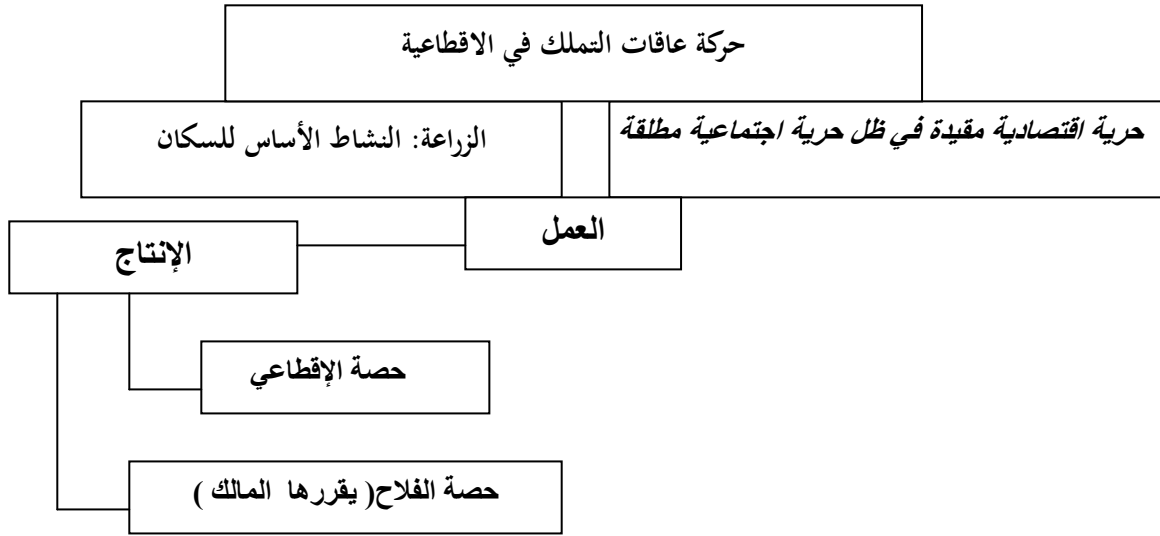 حركة عاقات التملك في الاقطاعية
حرية اقتصادية مقيدة في ظل حرية اجتماعية مطلقة
الزراعة: النشاط الأساس للسكان
العمل
الإنتاج
حصة الإقطاعي
حصة الفلاح( يقررها المالك )